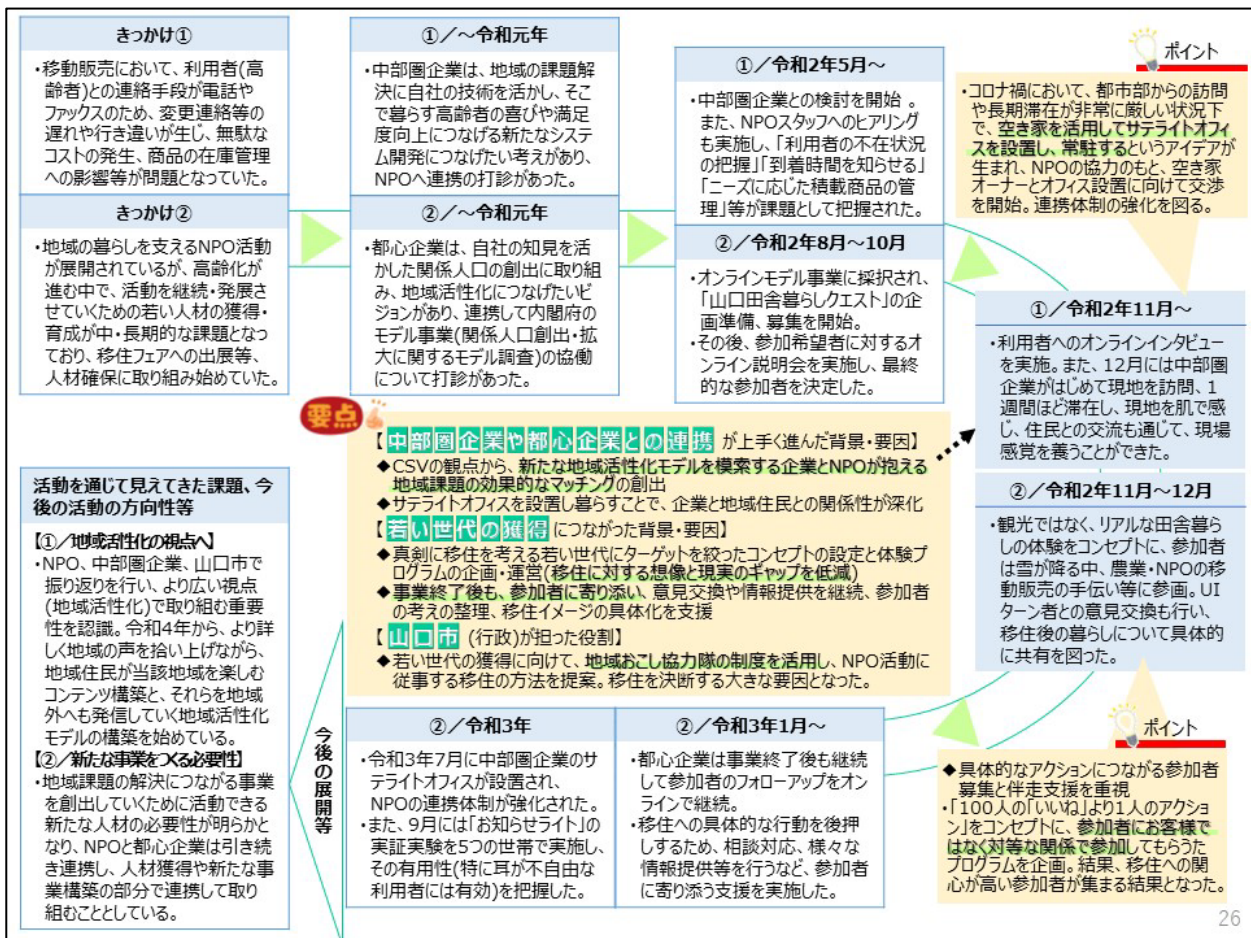 きっかけ①
・移動販売において、利用者(高
齢者)との連絡手段が電話や
ファックスのため、変更連絡等の
遅れや行き違いが生じ、無駄な
コストの発生、商品の在庫管理
への影響等が問題となっていた。
きっかけ②
・地域の暮らしを支えるNPO活動
が展開されているが、高齢化が
進む中で、活動を継続・発展さ
せていくための若い人材の獲得・
育成が中・長期的な課題となっ
ており、移住フェアへの出展等、
人材確保に取り組み始めていた。
①/～令和元年
・中部圏企業は、地域の課題解
決に自社の技術を活かし、そこ
で暮らす高齢者の喜びや満足
度向上につなげる新たなシステ
ム開発につなげたい考えがあり、
NPOへ連携の打診があった。
②/～令和元年
・都心企業は、自社の知見を活
かした関係人口の創出に取り組
み、地域活性化につなげたいビ
ジョンがあり、連携して内閣府の
モデル事業(関係人口創出・拡
大に関するモデル調査)の協働
について打診があった。
①/令和2年5月～
・中部圏企業との検討を開始 。
また、NPOスタッフへのヒアリング
も実施し、「利用者の不在状況
の把握」「到着時間を知らせる」
「ニーズに応じた積載商品の管
理」等が課題として把握された。
②/令和2年8月～10月
・オンラインモデル事業に採択され、
「山口田舎暮らしクエスト」の企
画準備、募集を開始。
・その後、参加希望者に対するオ
ンライン説明会を実施し、最終
的な参加者を決定した。
ポイント
・コロナ禍において、都市部からの訪問
や長期滞在が非常に厳しい状況下
で、空き家を活用してサテライトオフィ
スを設置し、常駐するというアイデアが
生まれ、NPOの協力のもと、空き家
オーナーとオフィス設置に向けて交渉
を開始。連携体制の強化を図る。
①/令和2年11月～
・利用者へのオンラインインタビュー
を実施。また、12月には中部圏
企業がはじめて現地を訪問、1
週間ほど滞在し、現地を肌で感
じ、住民との交流も通じて、現場
感覚を養うことができた。
②/令和2年11月～12月
・観光ではなく、リアルな田舎暮ら
しの体験をコンセプトに、参加者
は雪が降る中、農業・NPOの移
動販売の手伝い等に参画。UI
ターン者との意見交換も行い、
移住後の暮らしについて具体的
に共有を図った。
ポイント
◆具体的なアクションにつながる参加者
募集と伴走支援を重視
・「100人の「いいね」より1人のアクショ
ン」をコンセプトに、参加者にお客様で
はなく対等な関係で参加してもらうた
プログラムを企画。結果、移住への関
心が高い参加者が集まる結果となった。
要点
【中部圏企業や都心企業との連携 が上手く進んだ背景・要因】
◆CSVの観点から、新たな地域活性化モデルを模索する企業とNPOが抱える
地域課題の効果的なマッチングの創出
◆サテライトオフィスを設置し暮らすことで、企業と地域住民との関係性が深化
【若い世代の獲得 につながった背景・要因】
◆真剣に移住を考える若い世代にターゲットを絞ったコンセプトの設定と体験プ
ログラムの企画・運営(移住に対する想像と現実のギャップを低減)
◆事業終了後も、参加者に寄り添い、意見交換や情報提供を継続、参加者
の考えの整理、移住イメージの具体化を支援
【山口市 (行政)が担った役割】
◆若い世代の獲得に向けて、地域おこし協力隊の制度を活用し、NPO活動に
従事する移住の方法を提案。移住を決断する大きな要因となった。
②/令和3年1月～
・都心企業は事業終了後も継続
して参加者のフォローアップをオン
ラインで継続。
・移住への具体的な行動を後押
しするため、相談対応、様々な
情報提供等を行うなど、参加者
に寄り添う支援を実施した。
②/令和3年
・令和3年7月に中部圏企業のサ
テライトオフィスが設置され、
NPOの連携体制が強化された。
・また、9月には「お知らせライト」の
実証実験を5つの世帯で実施し、
その有用性(特に耳が不自由な
利用者には有効)を把握した。
今後の展開等
活動を通じて見えてきた課題、今
後の活動の方向性等
【①/地域活性化の視点へ】
・NPO、中部圏企業、山口市で
振り返りを行い、より広い視点
(地域活性化)で取り組む重要
性を認識。令和4年から、より詳
しく地域の声を拾い上げながら、
地域住民が当該地域を楽しむ
コンテンツ構築と、それらを地域
外へも発信していく地域活性化
モデルの構築を始めている。
【②/新たな事業をつくる必要性】
・地域課題の解決につながる事業
を創出していくために活動できる
新たな人材の必要性が明らかと
なり、NPOと都心企業は引き続
き連携し、人材獲得や新たな事
業構築の部分で連携して取り
組むこととしている。
26